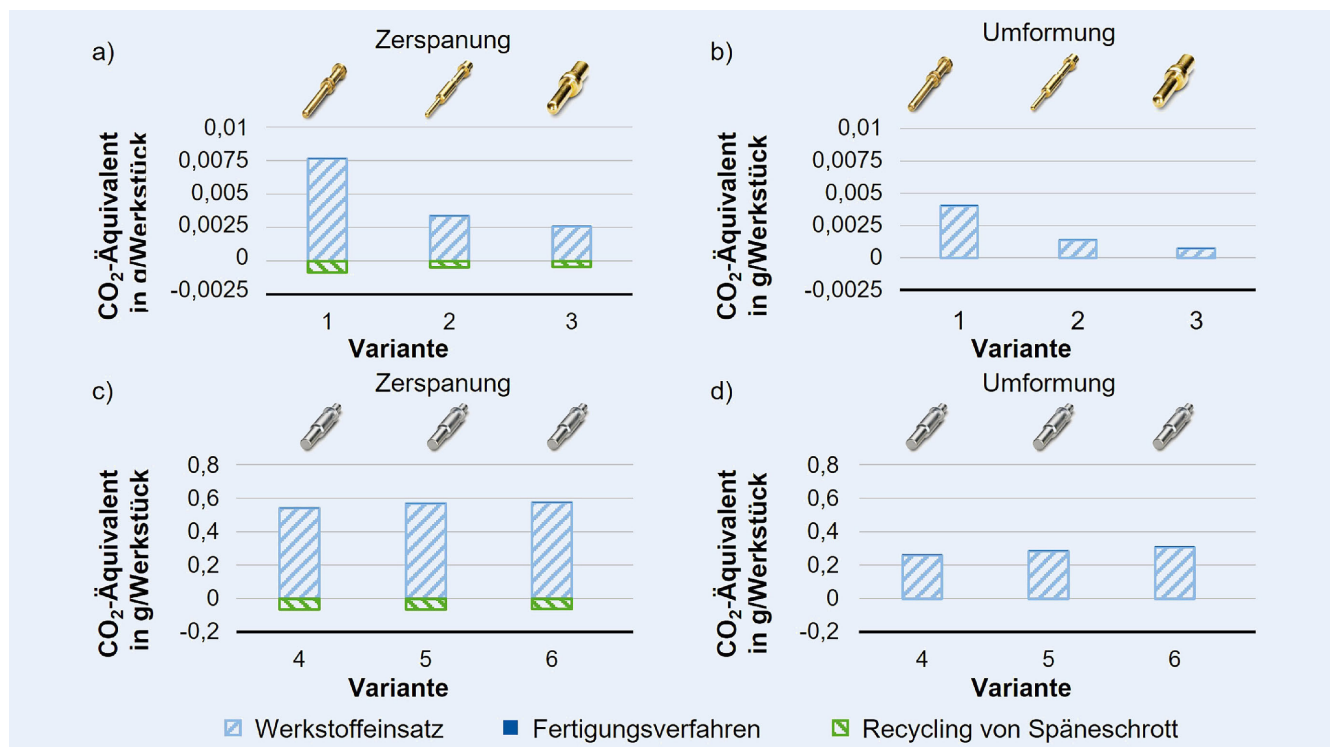 a)
Zerspanung
CO2-Äquivalent
in g/Werkstück
0,01
0,0075
0,005
0,0025
0
-0,0025
1 2 3
Variante
b)
Umformung
CO2-Äquivalent
in g/Werkstück
0,01
0,0075
0,005
0,0025
0
-0,0025
1 2 3
Variante
c)
Zerspanung
CO2-Äquivalent
in g/Werkstück
0,8
0,6
0,4
0,2
0
-0,2
4 5 6
Variante
d)
Umformung
CO2-Äquivalent
in g/Werkstück
0,8
0,6
0,4
0,2
0
-0,2
4 5 6
Variante
Werkstoffeinsatz Fertigungsverfahren Recycling von Späneschrott